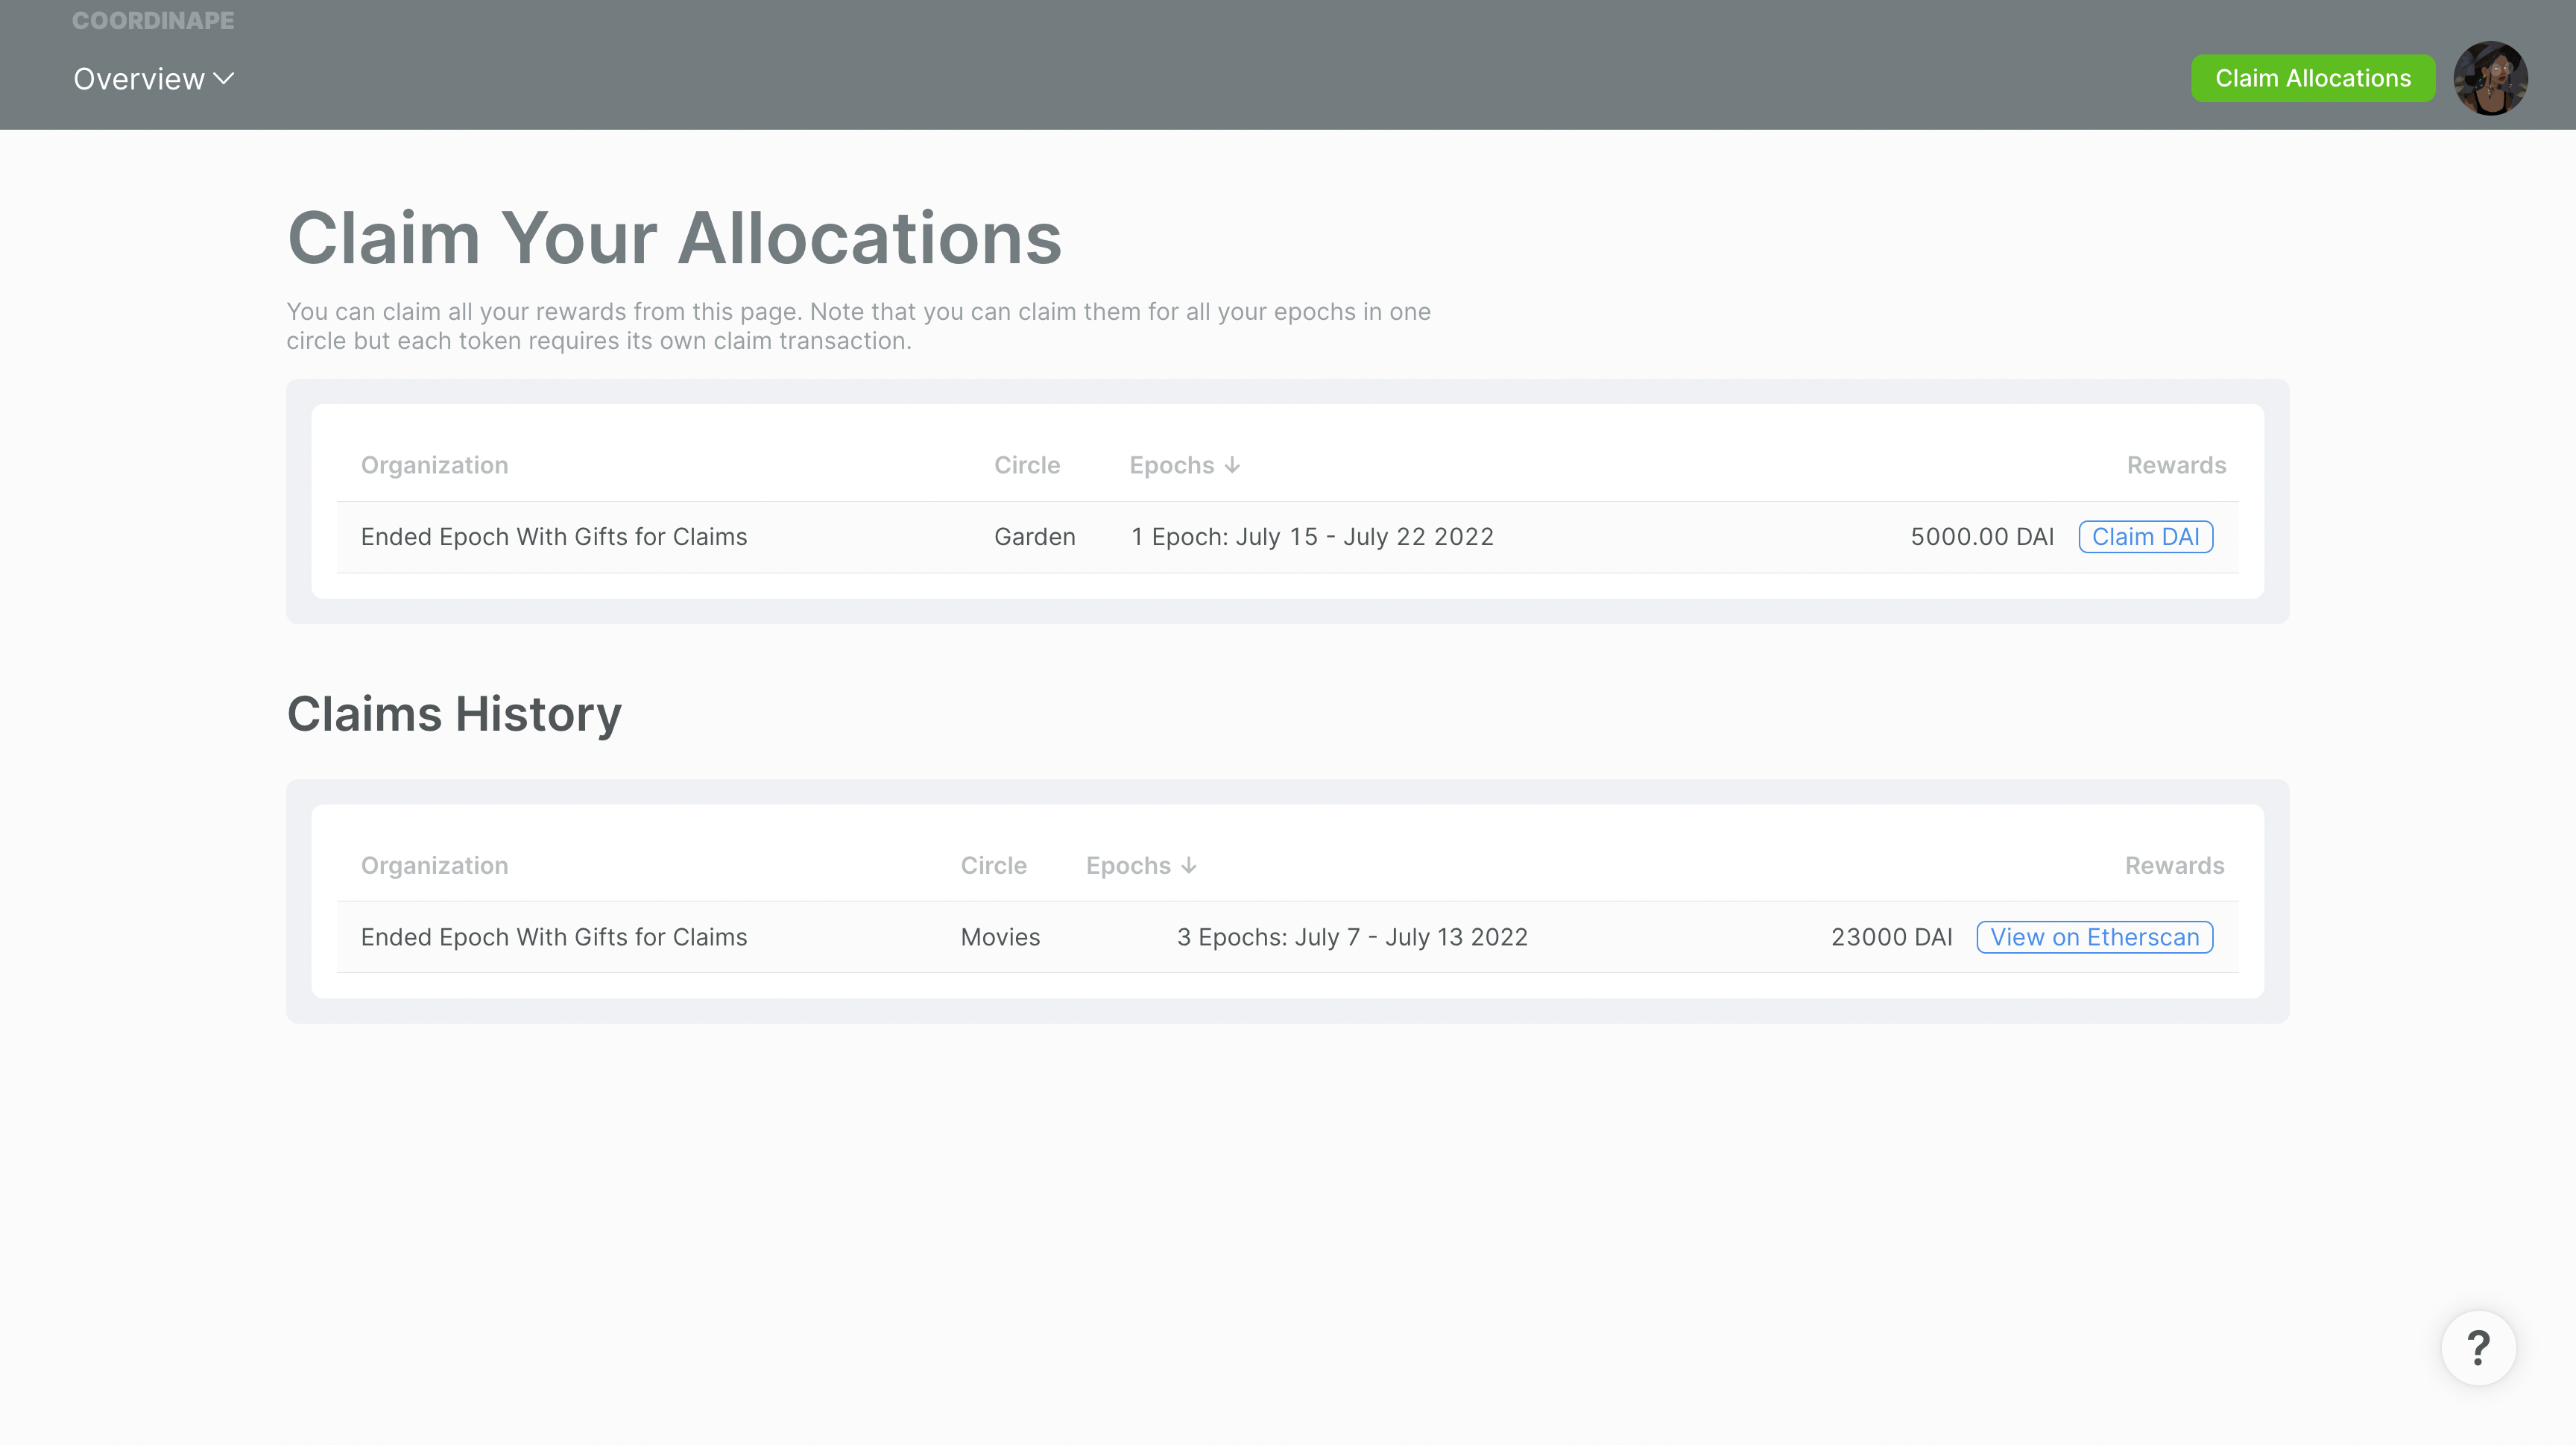 COORDINAPE
Overview
Claim Allocations
Claim Your Allocations
You can claim all your rewards from this page. Note that you can claim them for all your epochs in one
circle but each token requires its own claim transaction.
Organization Circle Epochs ↓ Rewards
Ended Epoch With Gifts for Claims Garden 1 Epoch: July 15 - July 22 2022 5000.00 DAI Claim DAI
Claims History
Organization Circle Epochs ↓ Rewards
Ended Epoch With Gifts for Claims Movies 3 Epochs: July 7 - July 13 2022 23000 DAI View on Etherscan
?